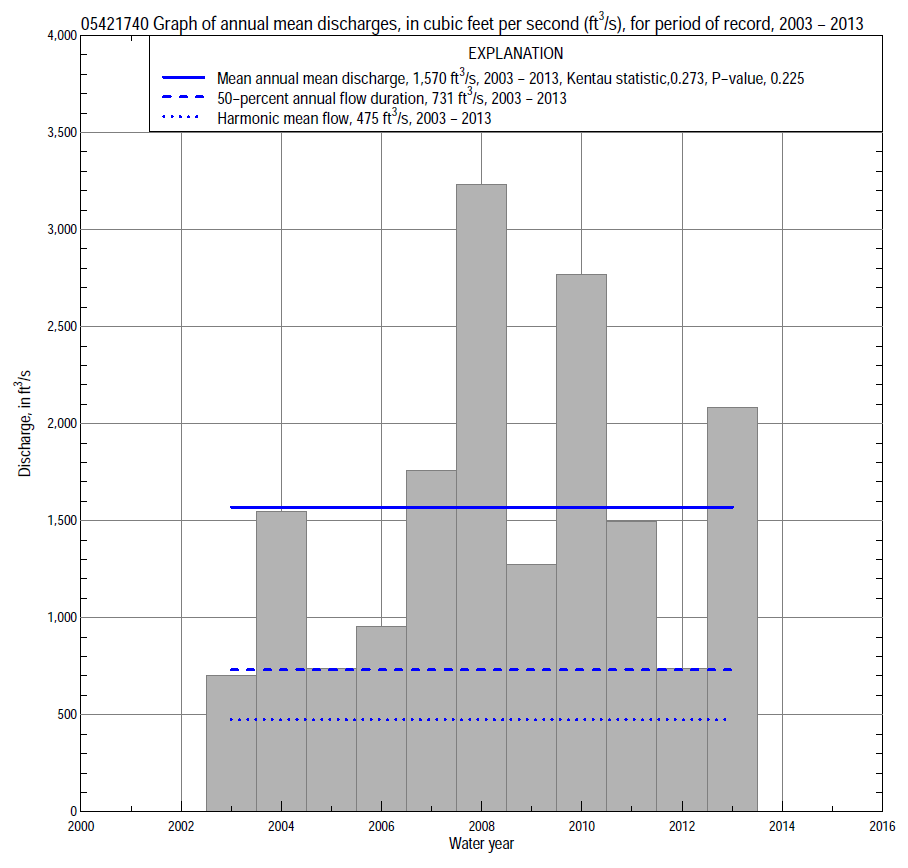 05421740 Graph of annual mean discharges, in cubic feet per second (ft³/s), for period of record, 2003 – 2013
EXPLANATION
Mean annual mean discharge, 1,570 ft³/s, 2003 – 2013, Kentau statistic,0.273, P–value, 0.225
50–percent annual flow duration, 731 ft³/s, 2003 – 2013
Harmonic mean flow, 475 ft³/s, 2003 – 2013
4,000
3,500
3,000
2,500
2,000
1,500
1,000
500
0
Discharge, in ft³/s
2000 2002 2004 2006 2008 2010 2012 2014 2016
Water year